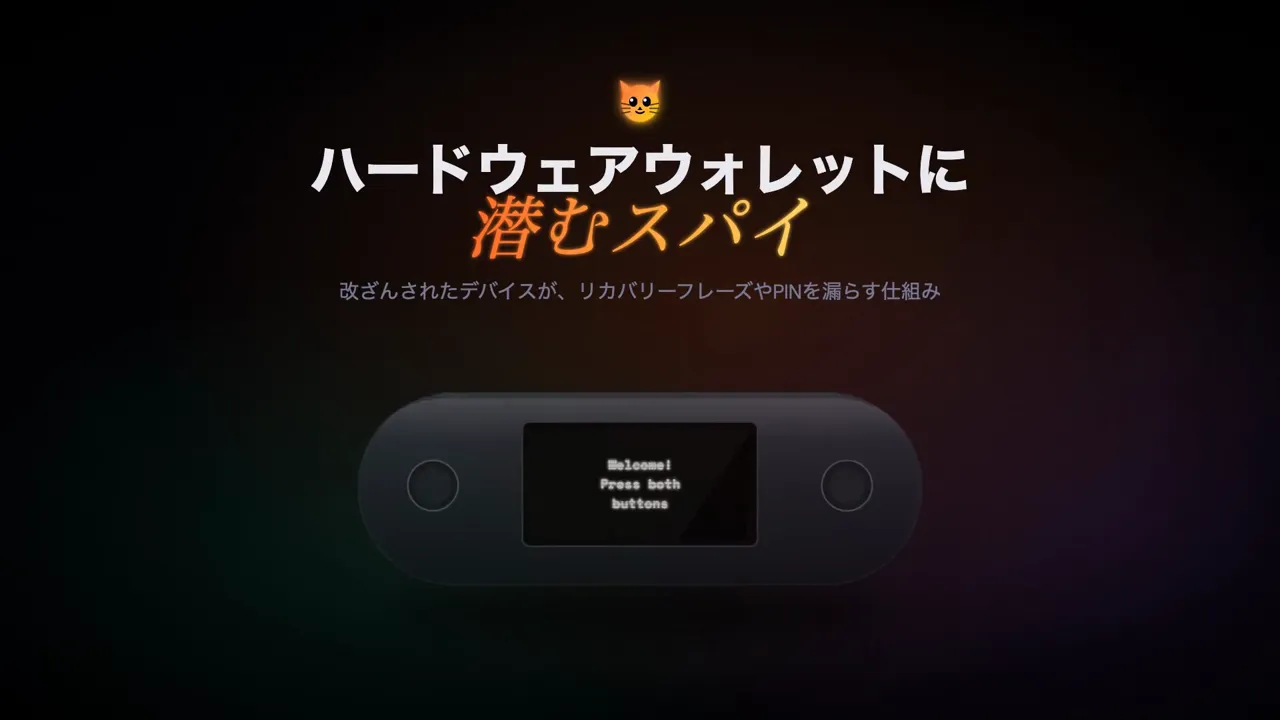 ハードウェアウォレットに
潜むスパイ
改ざんされたデバイスが、リカバリーフレーズやPINを漏らす仕組み
Welcome!
Press both
buttons